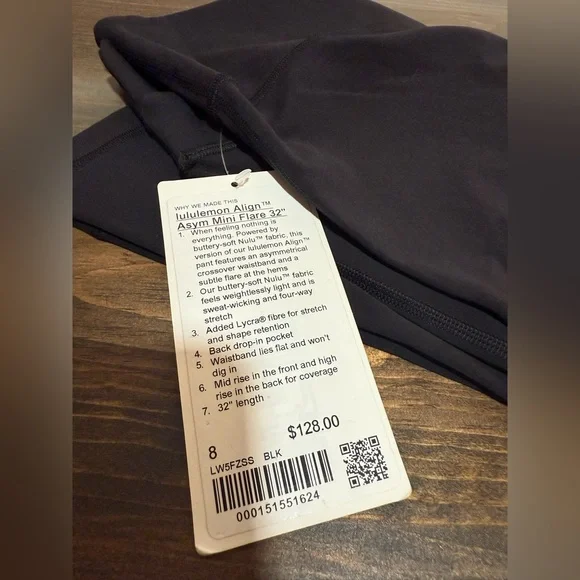 WHY WE MADE THIS
lululemon Align™
Asym Mini Flare 32"
1. When feeling nothing is
everything. Powered by
buttery-soft Nulu™ fabric, this
version of our lululemon Align™
pant features an asymmetrical
crossover waistband and a
subtle flare at the hems
2. Our buttery-soft Nulu™ fabric
feels weightlessly light and is
sweat-wicking and four-way
stretch
3. Added Lycra® fibre for stretch
and shape retention
4. Back drop-in pocket
5. Waistband lies flat and won't
dig in
6. Mid rise in the front and high
rise in the back for coverage
7. 32" length
8 $128.00
LW5FZSS BLK
000151551624